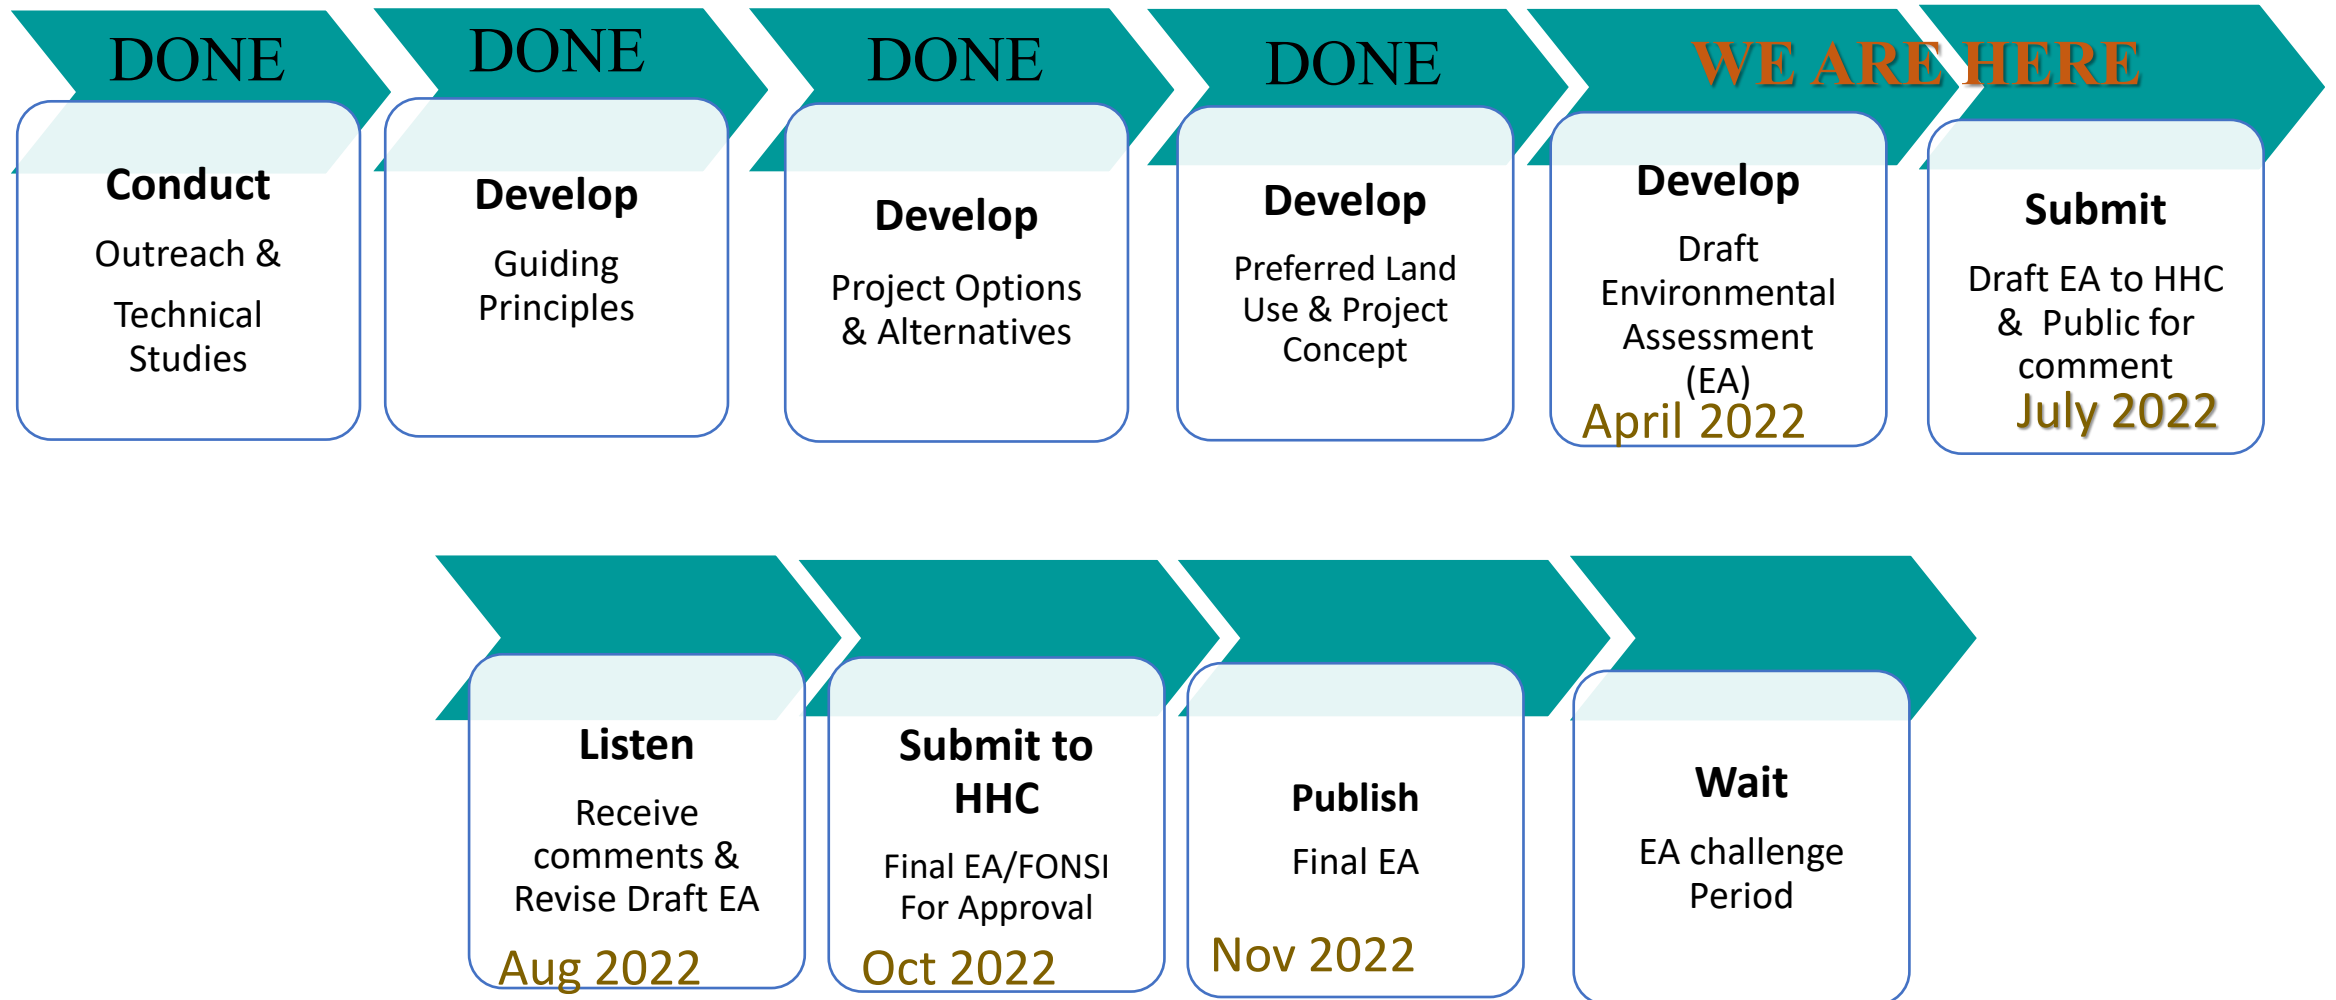 DONE
Conduct
Outreach &
Technical
Studies
DONE
Develop
Guiding
Principles
DONE
Develop
Project Options
& Alternatives
DONE
Develop
Preferred Land
Use & Project
Concept
WE ARE HERE
Develop
Draft
Environmental
Assessment
(EA)
April 2022
Submit
Draft EA to HHC
& Public for
comment
July 2022
Listen
Receive
comments &
Revise Draft EA
Aug 2022
Submit to
HHC
Final EA/FONSI
For Approval
Oct 2022
Publish
Final EA
Nov 2022
Wait
EA challenge
Period